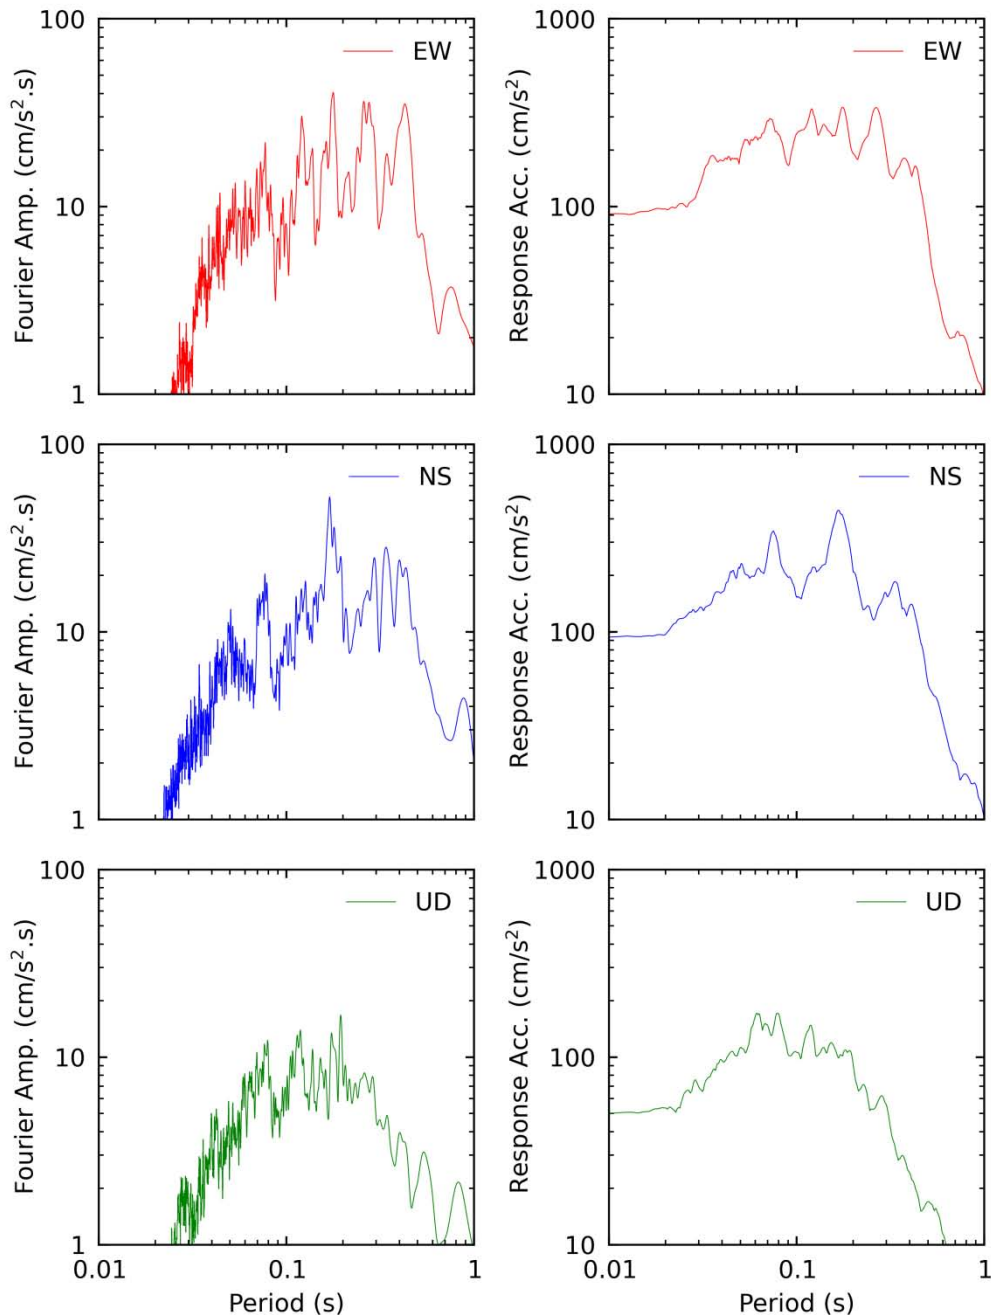 100
EW
Fourier Amp. (cm/s².s)
10
1
1000
EW
Response Acc. (cm/s²)
100
10
100
NS
Fourier Amp. (cm/s².s)
10
1
1000
NS
Response Acc. (cm/s²)
100
10
100
UD
Fourier Amp. (cm/s².s)
10
1
0.01 0.1 1
Period (s)
1000
UD
Response Acc. (cm/s²)
100
10
0.01 0.1 1
Period (s)